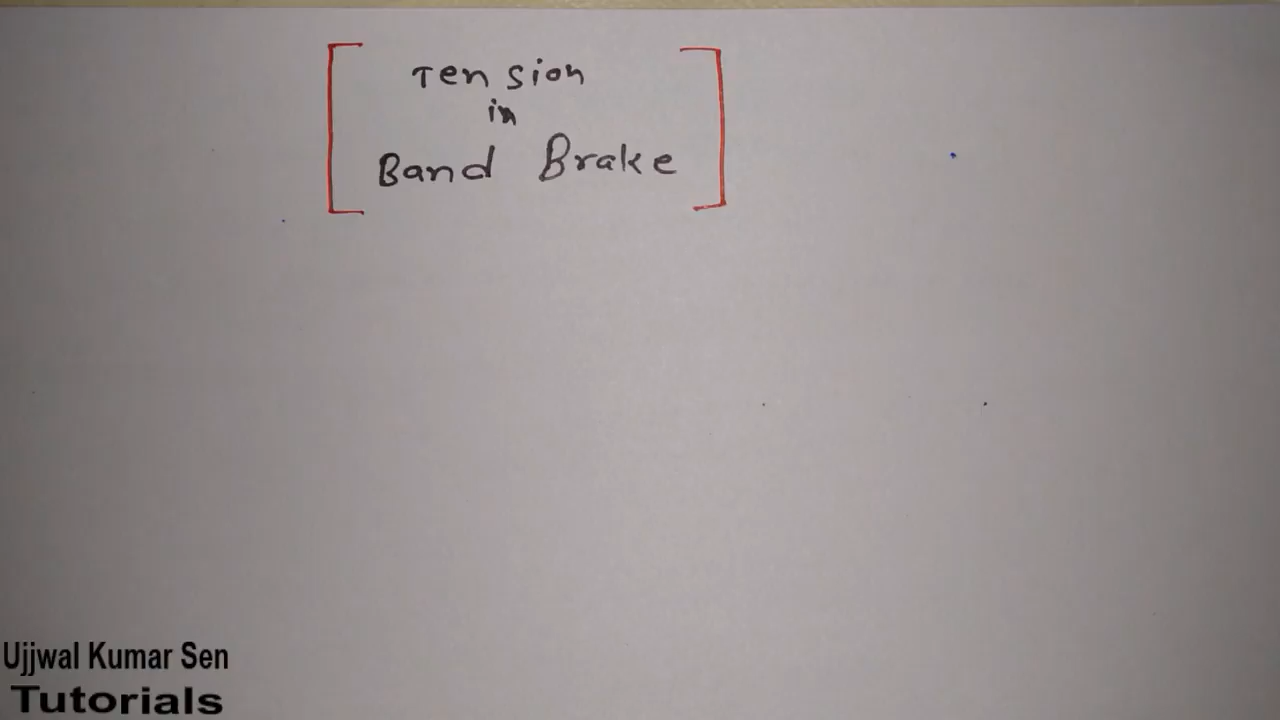 Tension
in
Band Brake
Ujjwal Kumar Sen
Tutorials